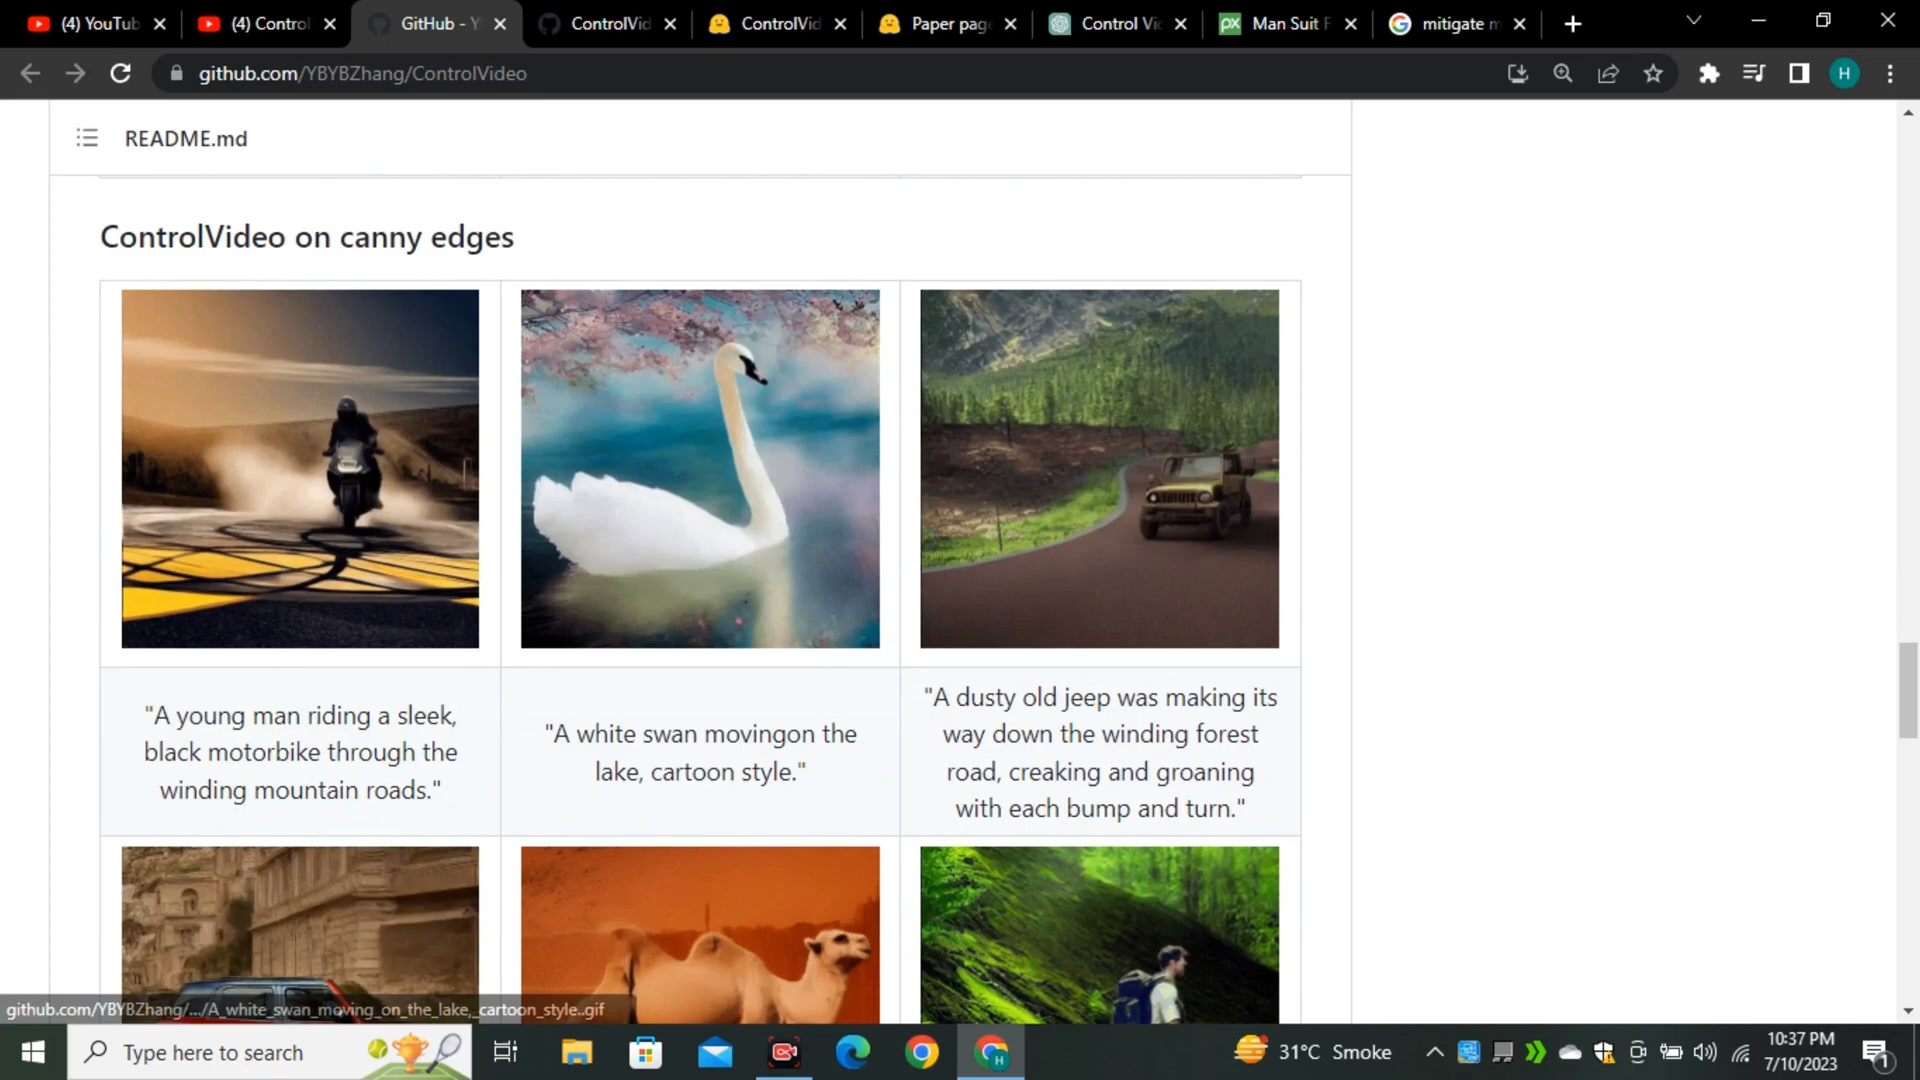 (4) YouTub
(4) Control
GitHub - Y
ControlVid
ControlVid
Paper page
Control Vid
Man Suit F
mitigate m
github.com/YBYBZhang/ControlVideo
H
README.md
ControlVideo on canny edges
"A young man riding a sleek,
black motorbike through the
winding mountain roads."
"A white swan movingon the
lake, cartoon style."
"A dusty old jeep was making its
way down the winding forest
road, creaking and groaning
with each bump and turn."
github.com/YBYBZhang/.../A_white_swan_moving_on_the_lake,_cartoon_style..gif
Type here to search
31°C Smoke
10:37 PM
7/10/2023
1